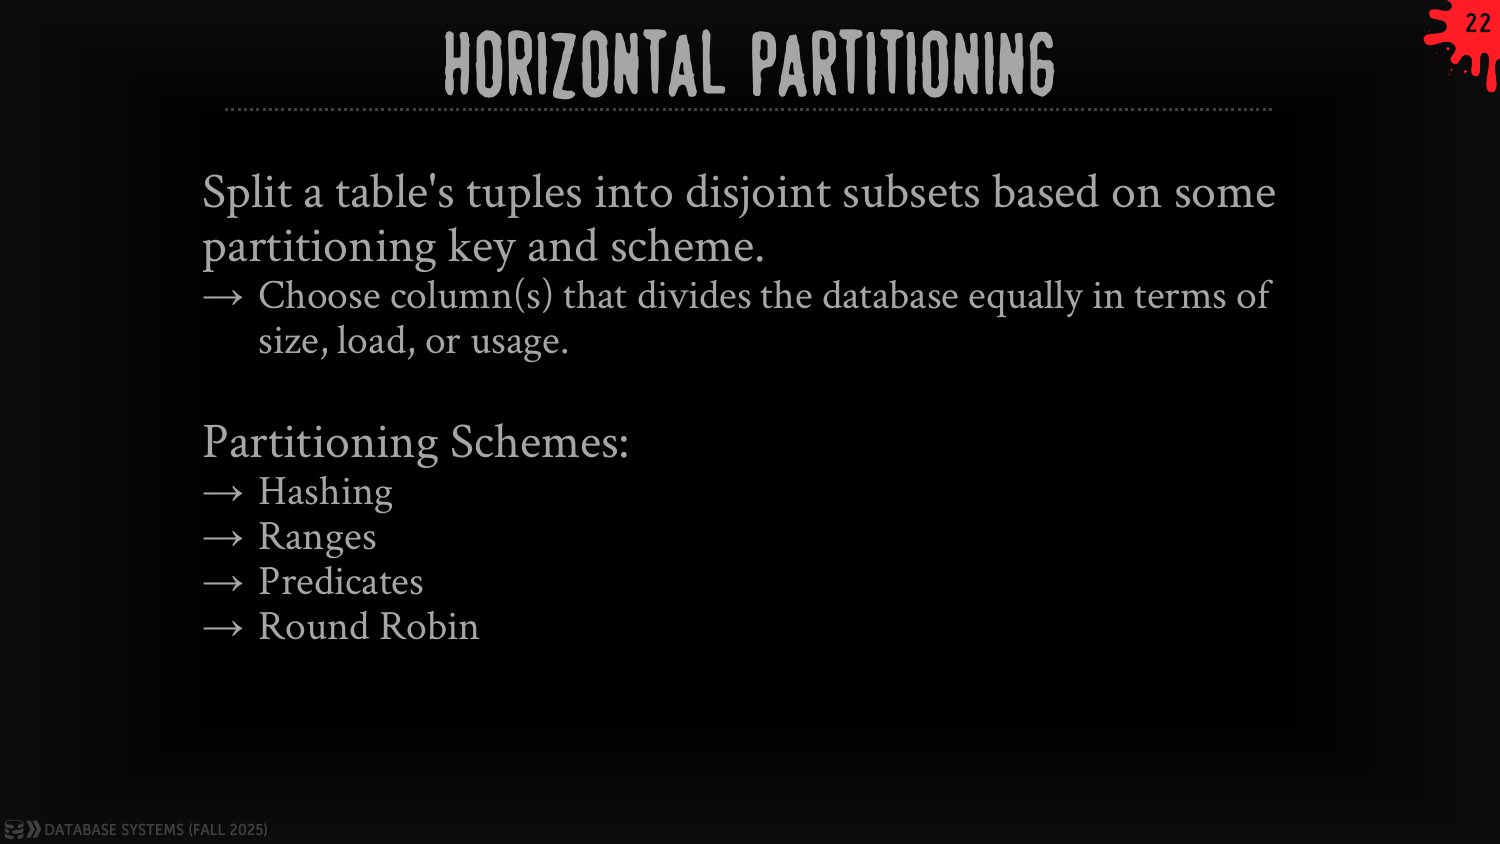 22
HORIZONTAL PARTITIONING
Split a table's tuples into disjoint subsets based on some
partitioning key and scheme.
→ Choose column(s) that divides the database equally in terms of
size, load, or usage.
Partitioning Schemes:
→ Hashing
→ Ranges
→ Predicates
→ Round Robin
DATABASE SYSTEMS (FALL 2025)